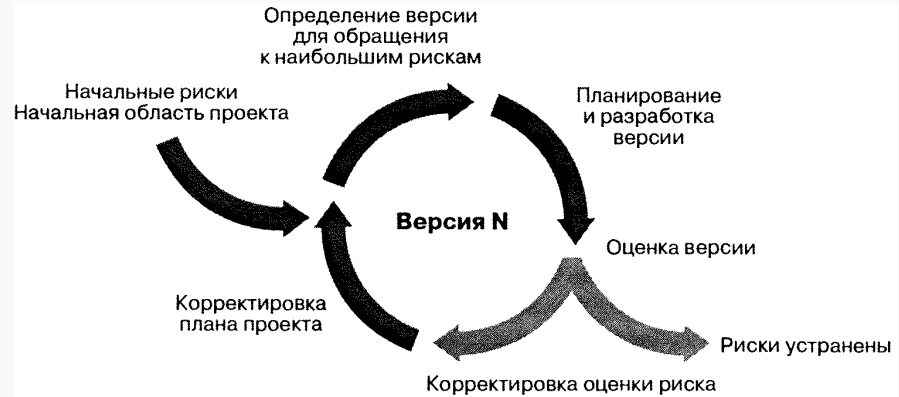 Определение версии
для обращения
к наибольшим рискам
Начальные риски
Начальная область проекта
Планирование
и разработка
версии
Версия N
Оценка версии
Корректировка
плана проекта
Риски устранены
Корректировка оценки риска